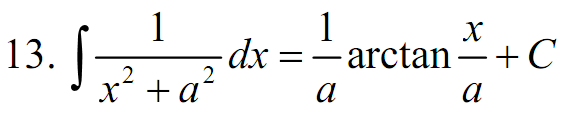 13. ∫ 1/(x² + a²) dx = 1/a arctan x/a + C